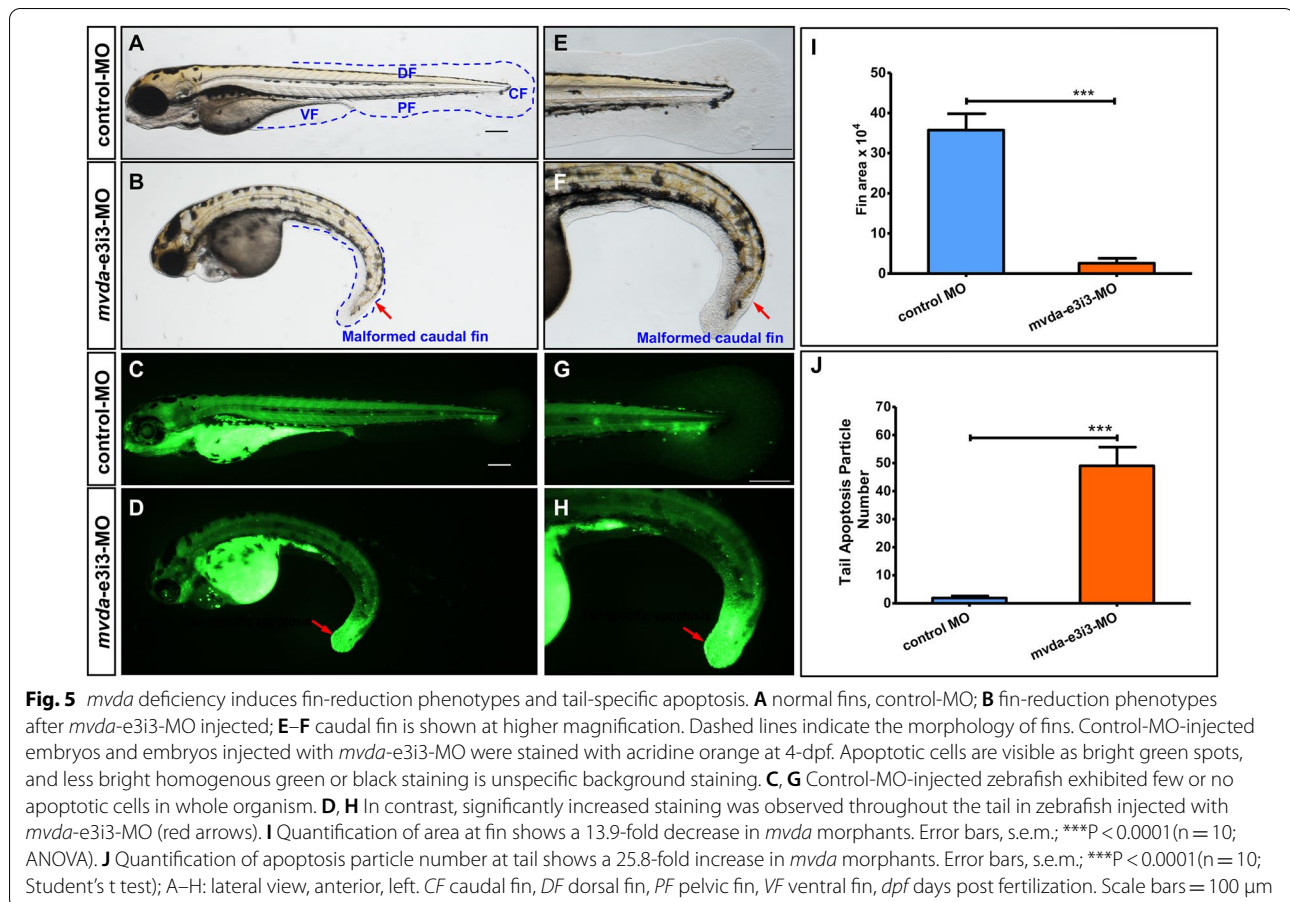 control-MO
A
DF
CF
PF
VF
E
mvda-e3i3-MO
B
Malformed caudal fin
F
Malformed caudal fin
control-MO
C
G
mvda-e3i3-MO
D
H
I
50
40
30
20
10
0
Fin area x 10⁴
***
control MO
mvda-e3i3-MO
J
70
60
50
40
30
20
10
0
Tail Apoptosis Particle
Number
***
control MO
mvda-e3i3-MO
Fig. 5 mvda deficiency induces fin-reduction phenotypes and tail-specific apoptosis. A normal fins, control-MO; B fin-reduction phenotypes
after mvda-e3i3-MO injected; E–F caudal fin is shown at higher magnification. Dashed lines indicate the morphology of fins. Control-MO-injected
embryos and embryos injected with mvda-e3i3-MO were stained with acridine orange at 4-dpf. Apoptotic cells are visible as bright green spots,
and less bright homogenous green or black staining is unspecific background staining. C, G Control-MO-injected zebrafish exhibited few or no
apoptotic cells in whole organism. D, H In contrast, significantly increased staining was observed throughout the tail in zebrafish injected with
mvda-e3i3-MO (red arrows). I Quantification of area at fin shows a 13.9-fold decrease in mvda morphants. Error bars, s.e.m.; ***P < 0.0001(n = 10;
ANOVA). J Quantification of apoptosis particle number at tail shows a 25.8-fold increase in mvda morphants. Error bars, s.e.m.; ***P < 0.0001(n = 10;
Student's t test); A–H: lateral view, anterior, left. CF caudal fin, DF dorsal fin, PF pelvic fin, VF ventral fin, dpf days post fertilization. Scale bars = 100 μm